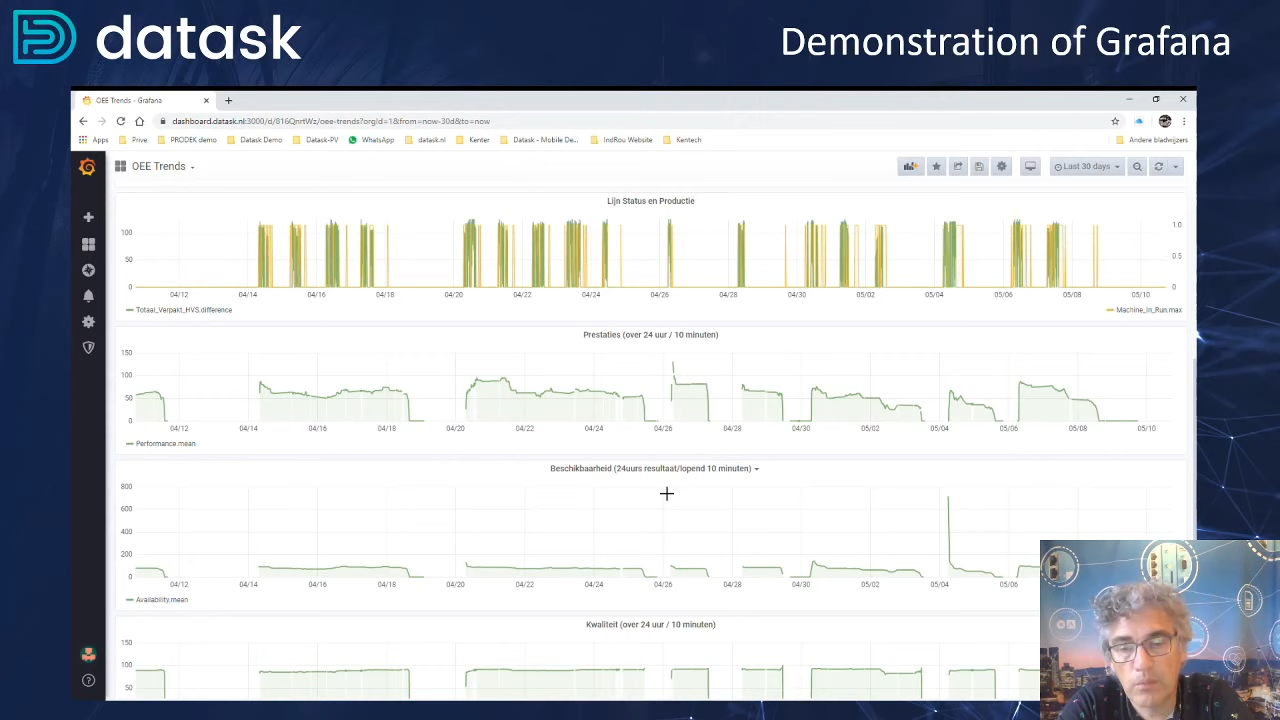 datask
Demonstration of Grafana
OEE Trends - Grafana
dashboard.datask.nl:3000/d/816QnrtWz/oee-trends?orgId=1&from=now-30d&to=now
Apps Prive PRODEK demo Datask Demo Datask-PV WhatsApp datask.nl Kenter Datask - Mobile De... IndRou Website Kentech Andere bladwijzers
OEE Trends Last 30 days
Lijn Status en Productie
100 1.0
50 0.5
0 0
04/12 04/14 04/16 04/18 04/20 04/22 04/24 04/26 04/28 04/30 05/02 05/04 05/06 05/08 05/10
Totaal_Verpakt_HVS.difference Machine_In_Run.max
Prestaties (over 24 uur / 10 minuten)
150
100
50
0
04/12 04/14 04/16 04/18 04/20 04/22 04/24 04/26 04/28 04/30 05/02 05/04 05/06 05/08 05/10
Performance.mean
Beschikbaarheid (24uurs resultaat/lopend 10 minuten)
800
600
400
200
0
04/12 04/14 04/16 04/18 04/20 04/22 04/24 04/26 04/28 04/30 05/02 05/04 05/06
Availability.mean
Kwaliteit (over 24 uur / 10 minuten)
150
100
50